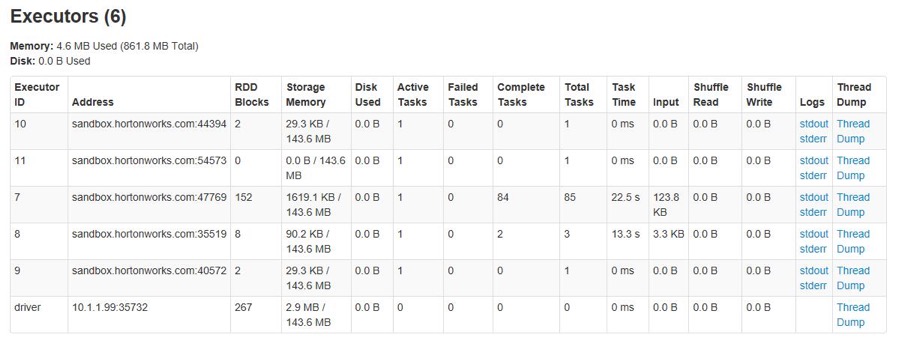 Executors (6)
Memory: 4.6 MB Used (861.8 MB Total)
Disk: 0.0 B Used
Executor ID Address RDD Blocks Storage Memory Disk Used Active Tasks Failed Tasks Complete Tasks Total Tasks Task Time Input Shuffle Read Shuffle Write Logs Thread Dump
10 sandbox.hortonworks.com:44394 2 29.3 KB / 143.6 MB 0.0 B 1 0 0 1 0 ms 0.0 B 0.0 B 0.0 B stdout stderr Thread Dump
11 sandbox.hortonworks.com:54573 0 0.0 B / 143.6 MB 0.0 B 1 0 0 1 0 ms 0.0 B 0.0 B 0.0 B stdout stderr Thread Dump
7 sandbox.hortonworks.com:47769 152 1619.1 KB / 143.6 MB 0.0 B 1 0 84 85 22.5 s 123.8 KB 0.0 B 0.0 B stdout stderr Thread Dump
8 sandbox.hortonworks.com:35519 8 90.2 KB / 143.6 MB 0.0 B 1 0 2 3 13.3 s 3.3 KB 0.0 B 0.0 B stdout stderr Thread Dump
9 sandbox.hortonworks.com:40572 2 29.3 KB / 143.6 MB 0.0 B 1 0 0 1 0 ms 0.0 B 0.0 B 0.0 B stdout stderr Thread Dump
driver 10.1.1.99:35732 267 2.9 MB / 143.6 MB 0.0 B 0 0 0 0 0 ms 0.0 B 0.0 B 0.0 B Thread Dump